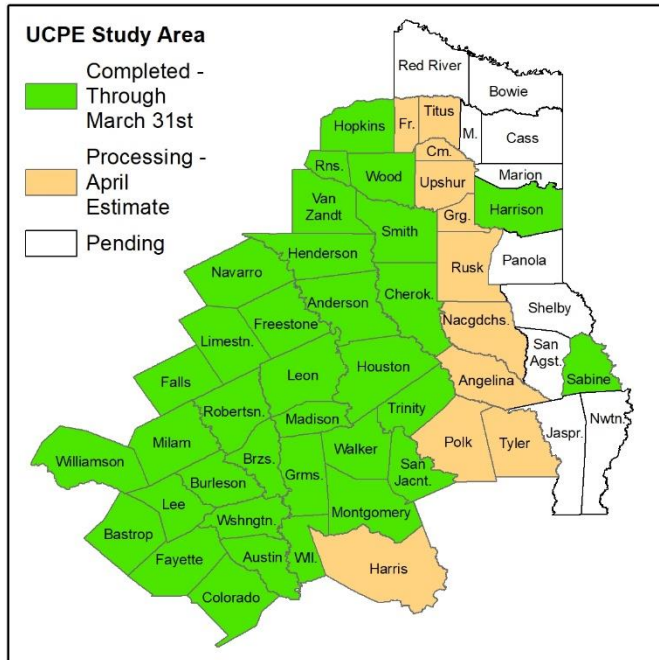 UCPE Study Area
Completed -
Through
March 31st
Processing -
April
Estimate
Pending
Red River
Bowie
Titus
Fr.
M.
Cass
Hopkins
Cm.
Rns.
Wood
Upshur
Marion
Van
Zandt
Grg.
Harrison
Smith
Henderson
Rusk
Panola
Navarro
Anderson
Cherok.
Shelby
Freestone
Nacgdchs.
Limestn.
San
Agst.
Houston
Leon
Angelina
Sabine
Falls
Robertsn.
Madison
Trinity
Jaspr.
Nwtn.
Milam
Brzs.
Walker
Polk
Tyler
Williamson
Grms.
San
Jacnt.
Burleson
Lee
Wshngtn.
Montgomery
Bastrop
Fayette
Austin
Wll.
Harris
Colorado